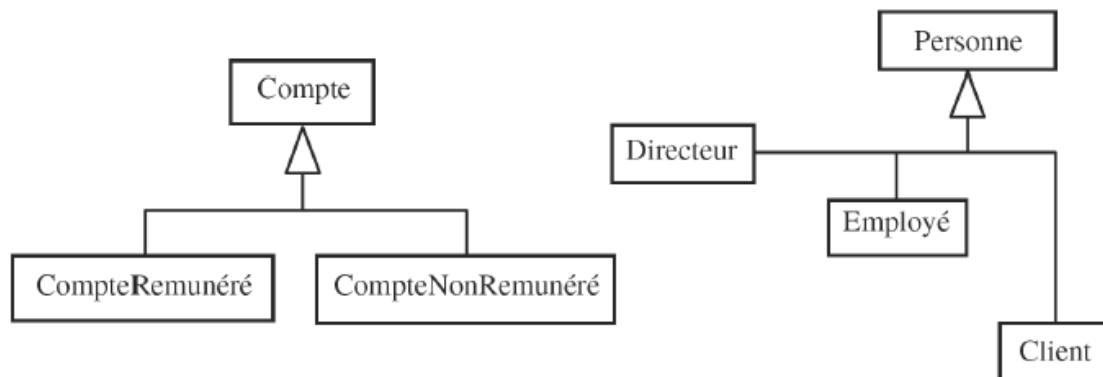 Personne
Compte
Directeur
Employé
CompteRemunéré
CompteNonRemunéré
Client